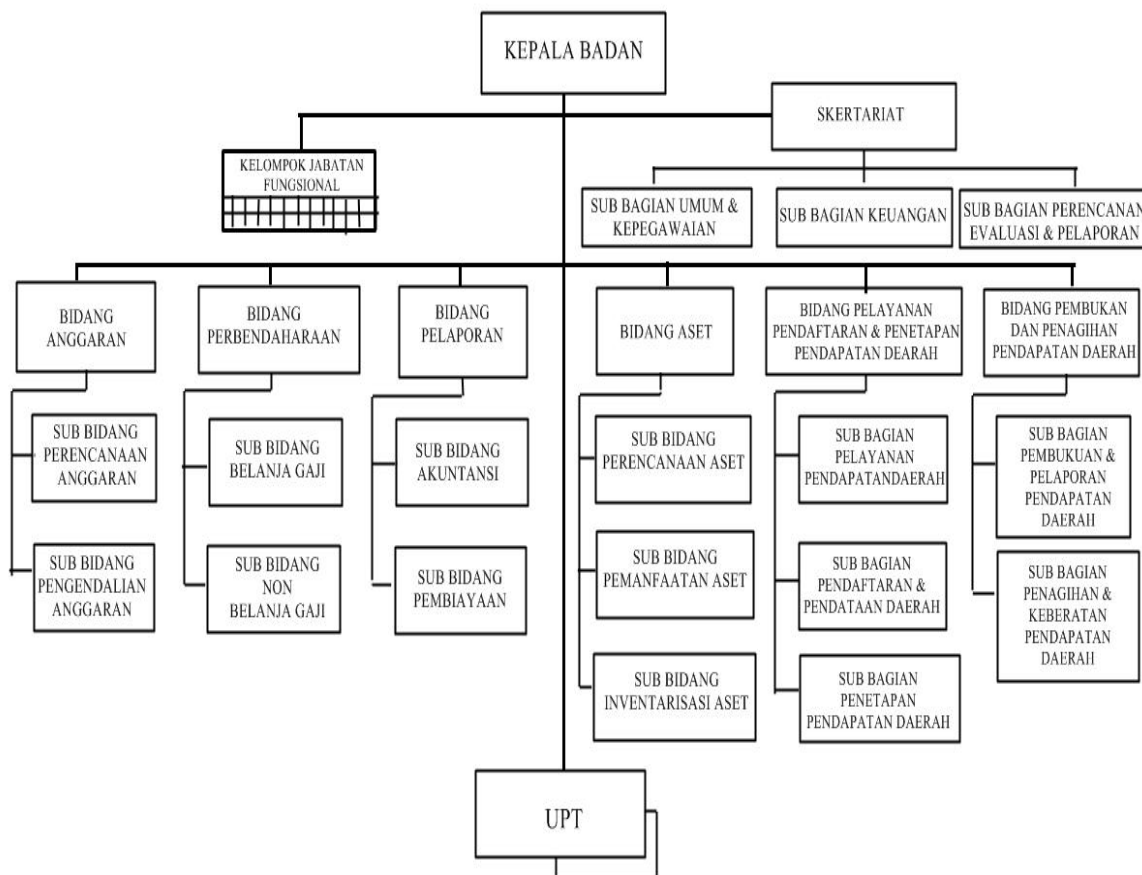 KEPALA BADAN
SKERTARIAT
KELOMPOK JABATAN
FUNGSIONAL
SUB BAGIAN UMUM &
KEPEGAWAIAN
SUB BAGIAN KEUANGAN
SUB BAGIAN PERENCANAN
EVALUASI & PELAPORAN
BIDANG
ANGGARAN
BIDANG
PERBENDAHARAAN
BIDANG
PELAPORAN
BIDANG ASET
BIDANG PELAYANAN
PENDAFTARAN & PENETAPAN
PENDAPATAN DEARAH
BIDANG PEMBUKAN
DAN PENAGIHAN
PENDAPATAN DAERAH
SUB BIDANG
PERENCANAAN
ANGGARAN
SUB BIDANG
BELANJA GAJI
SUB BIDANG
AKUNTANSI
SUB BIDANG
PERENCANAAN ASET
SUB BAGIAN
PELAYANAN
PENDAPATANDAERAH
SUB BAGIAN
PEMBUKUAN &
PELAPORAN
PENDAPATAN
DAERAH
SUB BIDANG
PENGENDALIAN
ANGGARAN
SUB BIDANG
NON
BELANJA GAJI
SUB BIDANG
PEMBIAYAAN
SUB BIDANG
PEMANFAATAN ASET
SUB BAGIAN
PENDAFTARAN &
PENDATAAN DAERAH
SUB BAGIAN
PENAGIHAN &
KEBERATAN
PENDAPATAN
DAERAH
SUB BIDANG
INVENTARISASI ASET
SUB BAGIAN
PENETAPAN
PENDAPATAN DAERAH
UPT